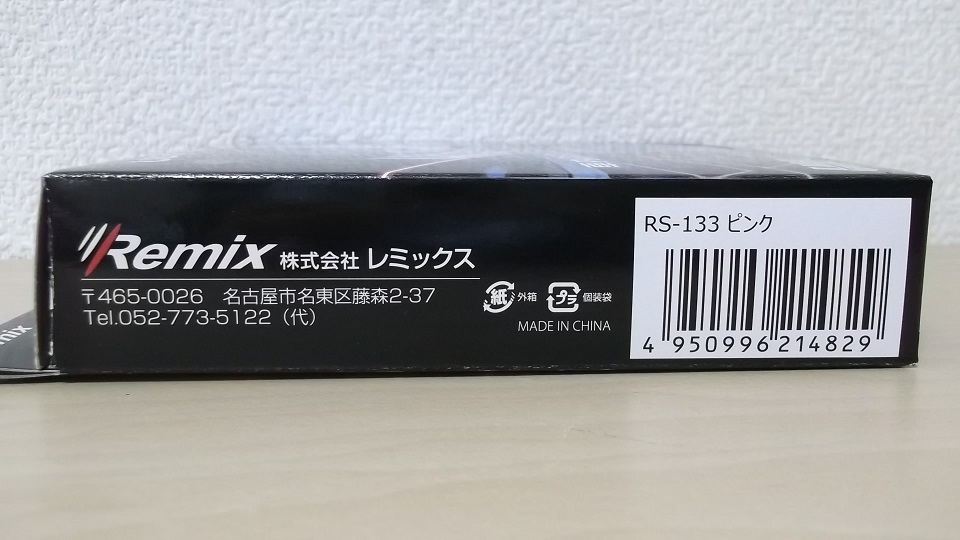 Remix 株式会社 レミックス
〒465-0026 名古屋市名東区藤森2-37
Tel.052-773-5122（代）
紙 外箱 プラ 個装袋
MADE IN CHINA
RS-133 ピンク
4 950996 214829
mix